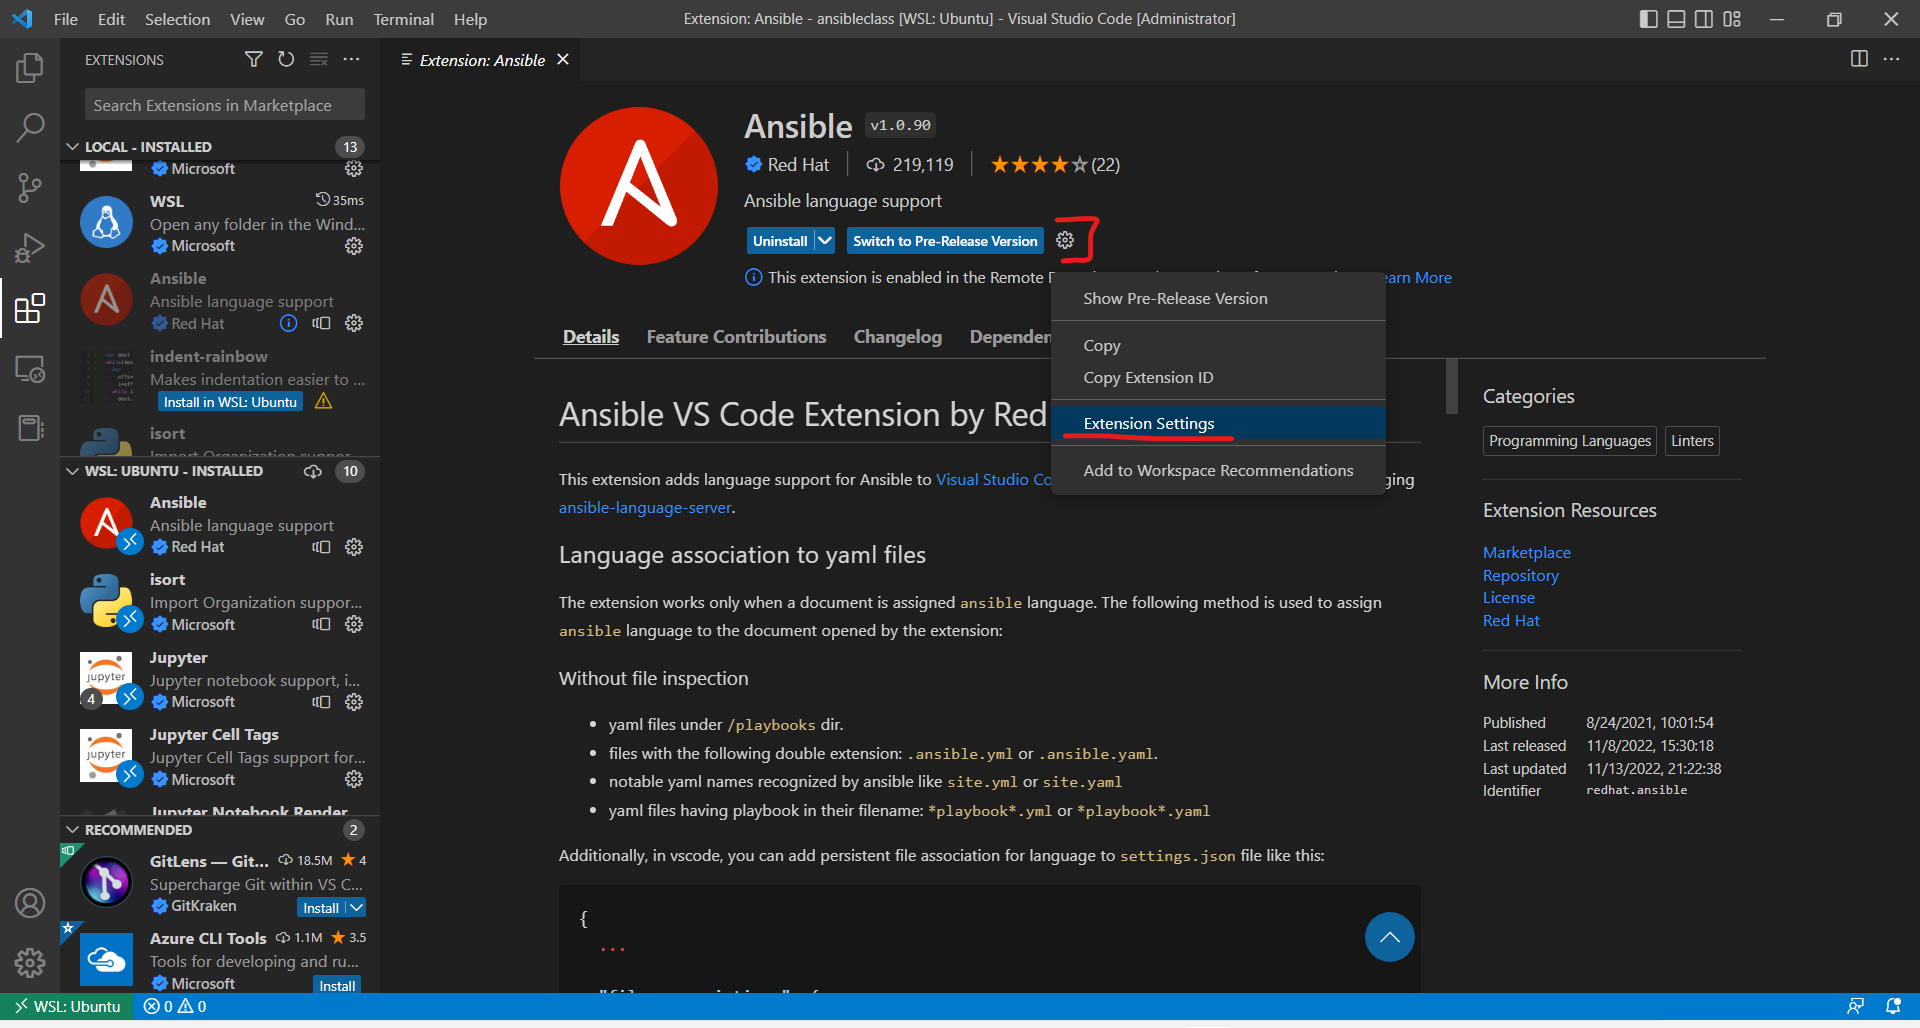 File Edit Selection View Go Run Terminal Help
Extension: Ansible - ansibleclass [WSL: Ubuntu] - Visual Studio Code [Administrator]
EXTENSIONS
Search Extensions in Marketplace
LOCAL - INSTALLED 13
Microsoft
WSL 35ms
Open any folder in the Wind...
Microsoft
Ansible
Ansible language support
Red Hat
indent-rainbow
Makes indentation easier to ...
Install in WSL: Ubuntu
isort
WSL: UBUNTU - INSTALLED 10
Ansible
Ansible language support
Red Hat
isort
Import Organization suppor...
Microsoft
Jupyter
jupyter
Jupyter notebook support, i...
4
Microsoft
Jupyter Cell Tags
jupyter
Jupyter Cell Tags support for...
Microsoft
Jupyter Notebook Render
RECOMMENDED 2
GitLens — Git... 18.5M 4
Supercharge Git within VS C...
GitKraken Install
Azure CLI Tools 1.1M 3.5
Tools for developing and ru...
Microsoft Install
Extension: Ansible
Ansible v1.0.90
Red Hat 219,119 (22)
Ansible language support
Uninstall Switch to Pre-Release Version
This extension is enabled in the Remote
earn More
Show Pre-Release Version
Copy
Copy Extension ID
Extension Settings
Add to Workspace Recommendations
Details Feature Contributions Changelog Dependen
Ansible VS Code Extension by Red
This extension adds language support for Ansible to Visual Studio Co ging
ansible-language-server.
Language association to yaml files
The extension works only when a document is assigned ansible language. The following method is used to assign
ansible language to the document opened by the extension:
Without file inspection
• yaml files under /playbooks dir.
• files with the following double extension: .ansible.yml or .ansible.yaml.
• notable yaml names recognized by ansible like site.yml or site.yaml
• yaml files having playbook in their filename: *playbook*.yml or *playbook*.yaml
Additionally, in vscode, you can add persistent file association for language to settings.json file like this:
{
...
Categories
Programming Languages Linters
Extension Resources
Marketplace
Repository
License
Red Hat
More Info
Published 8/24/2021, 10:01:54
Last released 11/8/2022, 15:30:18
Last updated 11/13/2022, 21:22:38
Identifier redhat.ansible
WSL: Ubuntu 0 0